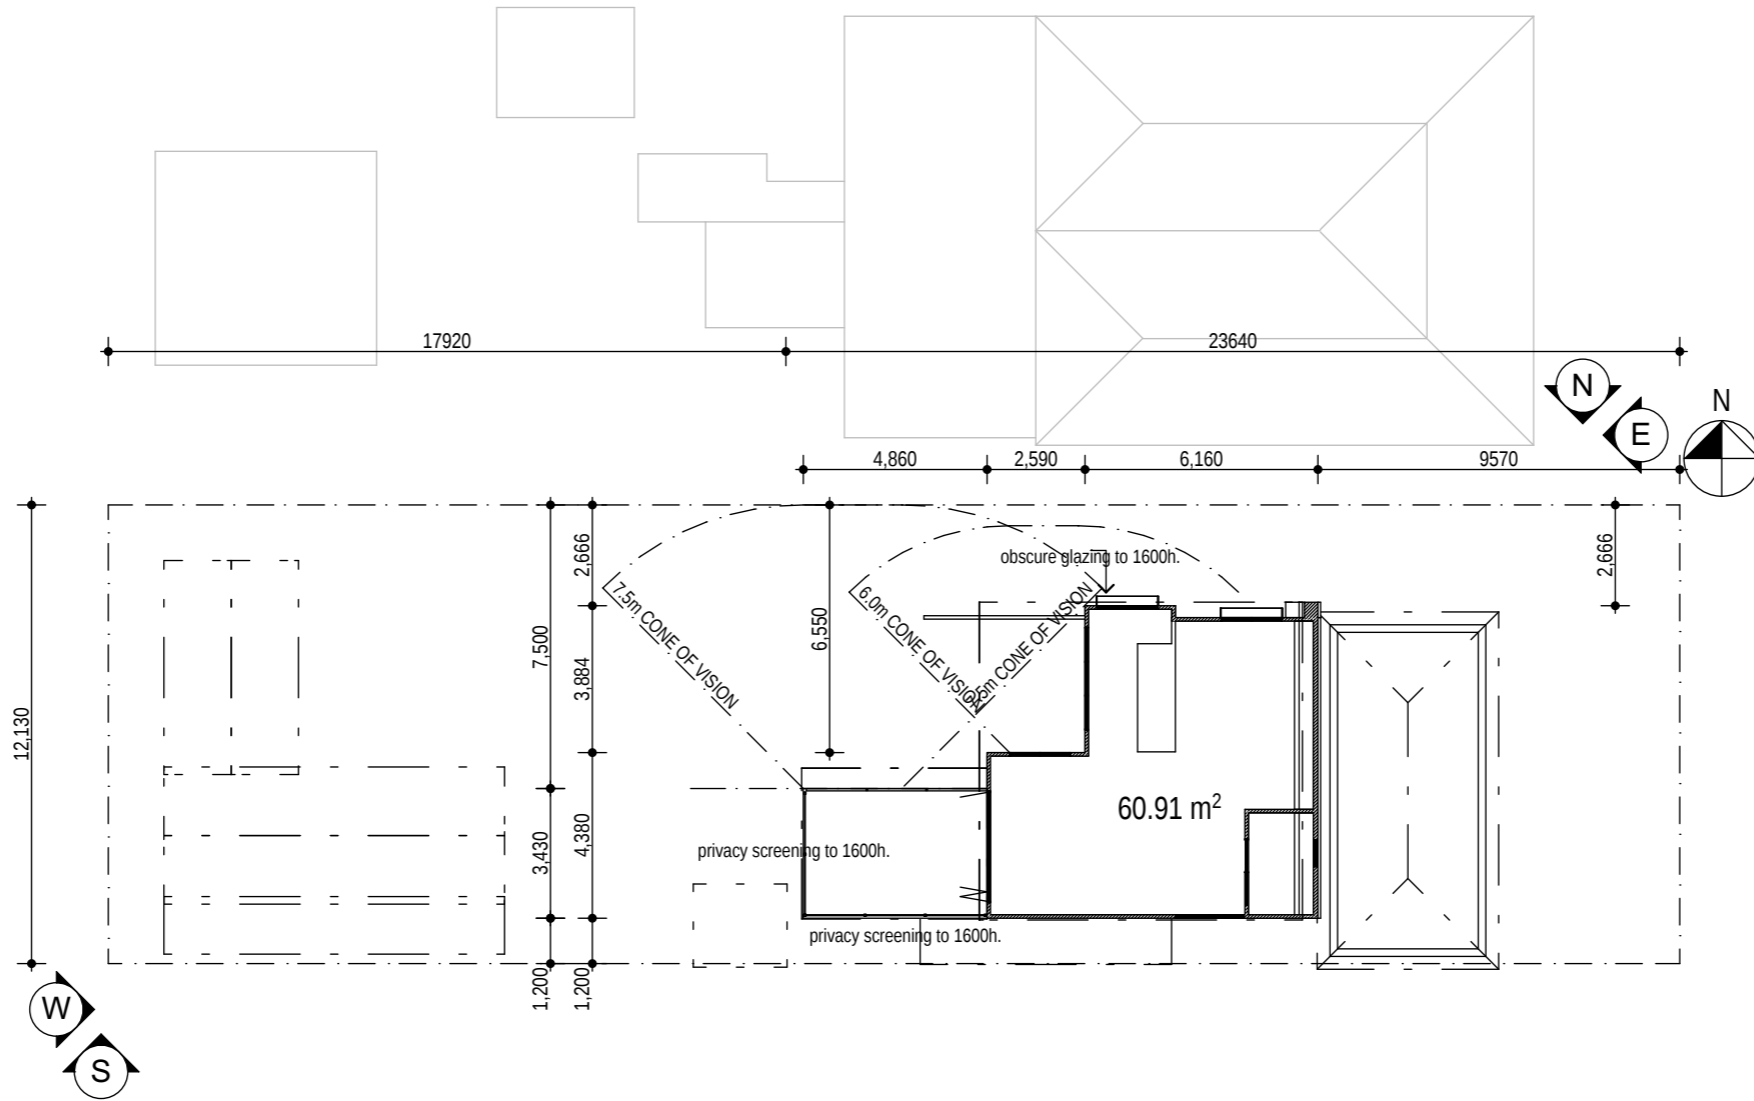 17920
23640
N
E
N
4,860
2,590
6,160
9570
12,130
7,500
2,666
6,550
2,666
obscure glazing to 1600h.
7.5m CONE OF VISION
6.0m CONE OF VISION
CONE OF VISION
3,884
60.91 m²
3,430
4,380
privacy screening to 1600h.
privacy screening to 1600h.
1,200
1,200
W
S